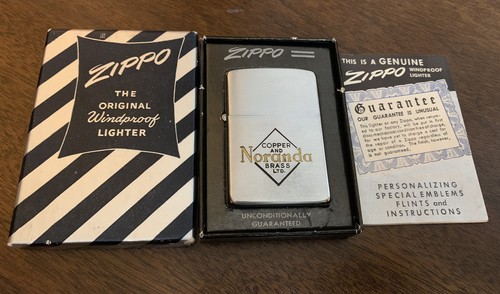 ZIPPO
THE
ORIGINAL
Windproof
LIGHTER
ZIPPO
COPPER
AND
Noranda
BRASS
LTD.
UNCONDITIONALLY
GUARANTEED
THIS IS A GENUINE
ZIPPO WINDPROOF
LIGHTER
Guarantee
OUR GUARANTEE IS UNUSUAL
PERSONALIZING
SPECIAL EMBLEMS
FLINTS and
INSTRUCTIONS